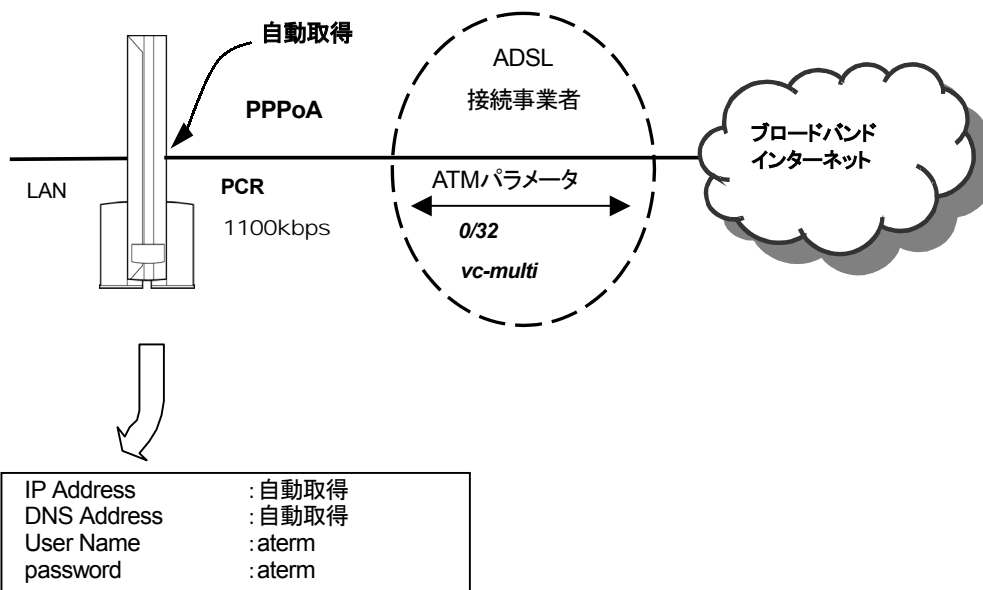 自動取得
ADSL
接続事業者
PPPoA
ブロードバンド
インターネット
LAN
PCR
1100kbps
ATMパラメータ
0/32
vc-multi
IP Address :自動取得
DNS Address :自動取得
User Name :aterm
password :aterm